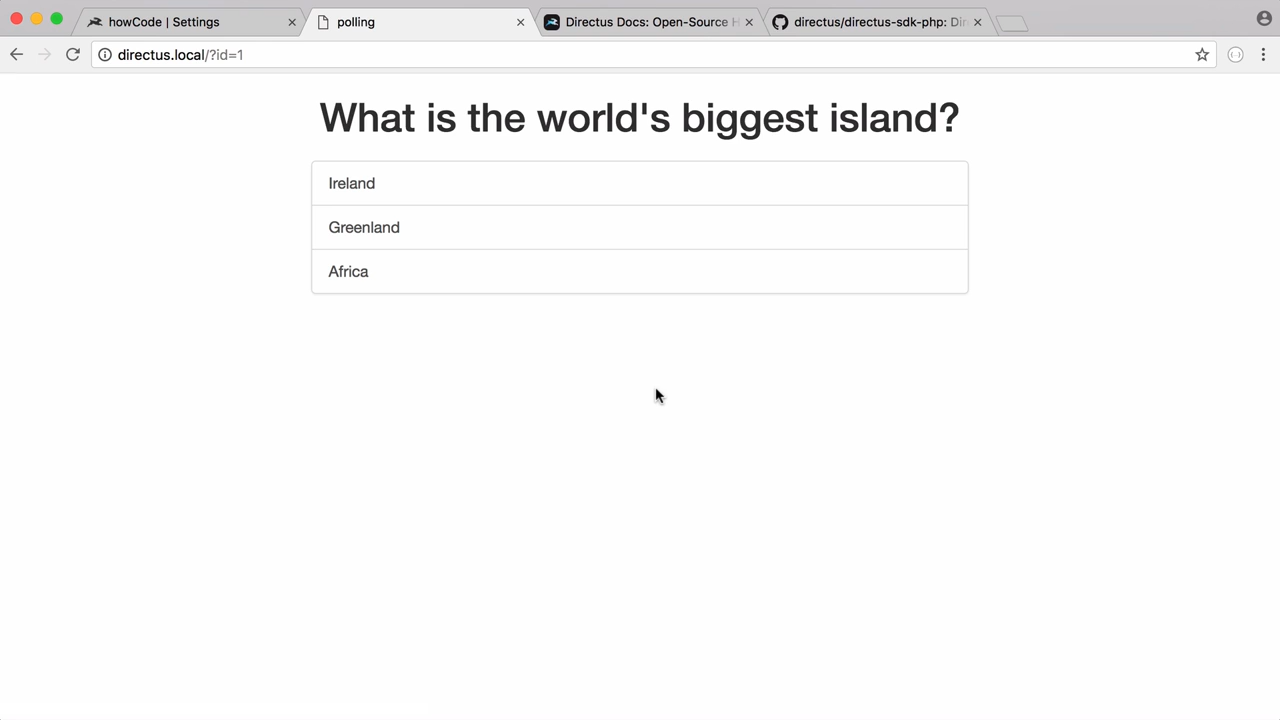 howCode | Settings
polling
Directus Docs: Open-Source H
directus/directus-sdk-php: Dir
directus.local/?id=1
What is the world's biggest island?
Ireland
Greenland
Africa